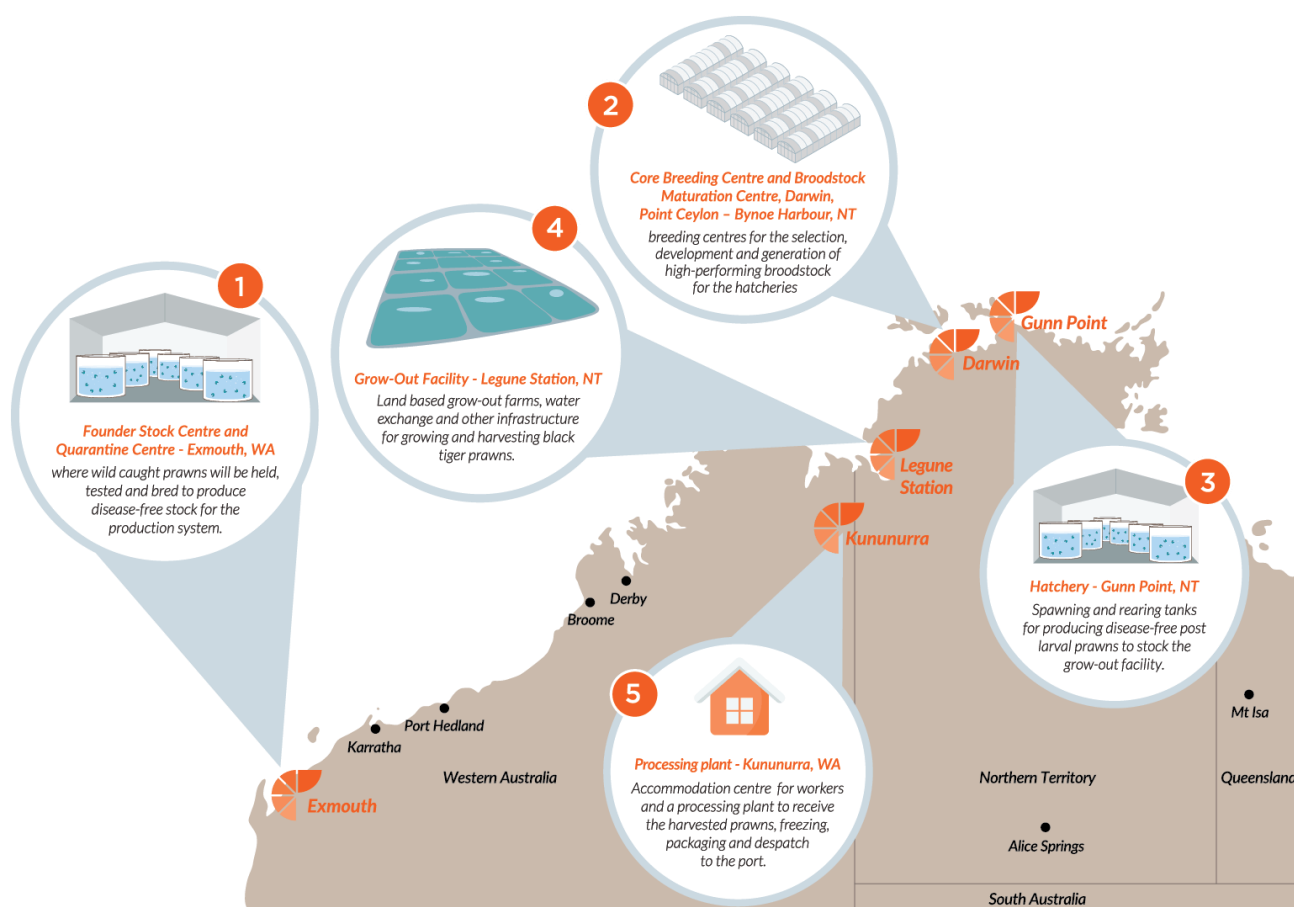 1
Founder Stock Centre and
Quarantine Centre - Exmouth, WA
where wild caught prawns will be held,
tested and bred to produce
disease-free stock for the
production system.
2
Core Breeding Centre and Broodstock
Maturation Centre, Darwin,
Point Ceylon – Bynoe Harbour, NT
breeding centres for the selection,
development and generation of
high-performing broodstock
for the hatcheries
3
Hatchery - Gunn Point, NT
Spawning and rearing tanks
for producing disease-free post
larval prawns to stock the
grow-out facility.
4
Grow-Out Facility - Legune Station, NT
Land based grow-out farms, water
exchange and other infrastructure
for growing and harvesting black
tiger prawns.
5
Processing plant - Kununurra, WA
Accommodation centre for workers
and a processing plant to receive
the harvested prawns, freezing,
packaging and despatch
to the port.
Gunn Point
Darwin
Legune
Station
Kununurra
Derby
Broome
Port Hedland
Karratha
Exmouth
Western Australia
Northern Territory
Queensland
Mt Isa
Alice Springs
South Australia